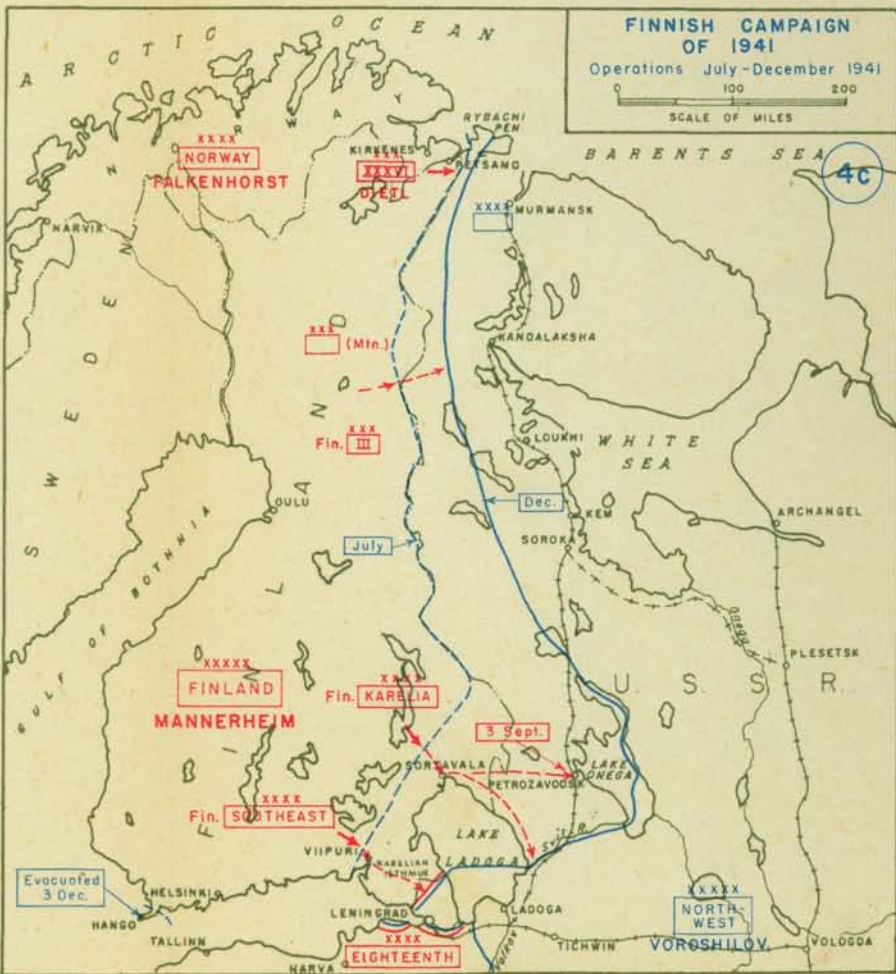 FINNISH CAMPAIGN
OF 1941
Operations July-December 1941
0 100 200
SCALE OF MILES
4c
ARCTIC OCEAN
NORWAY
RYBACHI
PEN
BARENTS SEA
KIRKENES
PETSAMO
XXXX
NORWAY
FALKENHORST
XXX
XXXVI
DIETL
XXXX
MURMANSK
NARVIK
SWEDEN
FINLAND
XXX
(Mtn.)
KANDALAKSHA
XXX
Fin. III
LOUKHI
WHITE
SEA
OULU
Dec.
KEM
ARCHANGEL
July
SOROKA
GULF OF BOTHNIA
Onega R
PLESETSK
U.S.S.R.
XXXXX
FINLAND
MANNERHEIM
XXXX
Fin. KARELIA
3 Sept.
SORTAVALA
LAKE
ONEGA
PETROZAVODSK
XXXX
Fin. SOUTHEAST
LAKE
LADOGA
Svir R.
VIIPURI
KARELIAN
ISTHMUS
Evacuated
3 Dec.
HELSINKI
HANGO
LENINGRAD
LADOGA
XXXXX
NORTH-
WEST
VOROSHILOV
TALLINN
XXXX
EIGHTEENTH
Volkov R
TICHWIN
VOLOGDA
NARVA